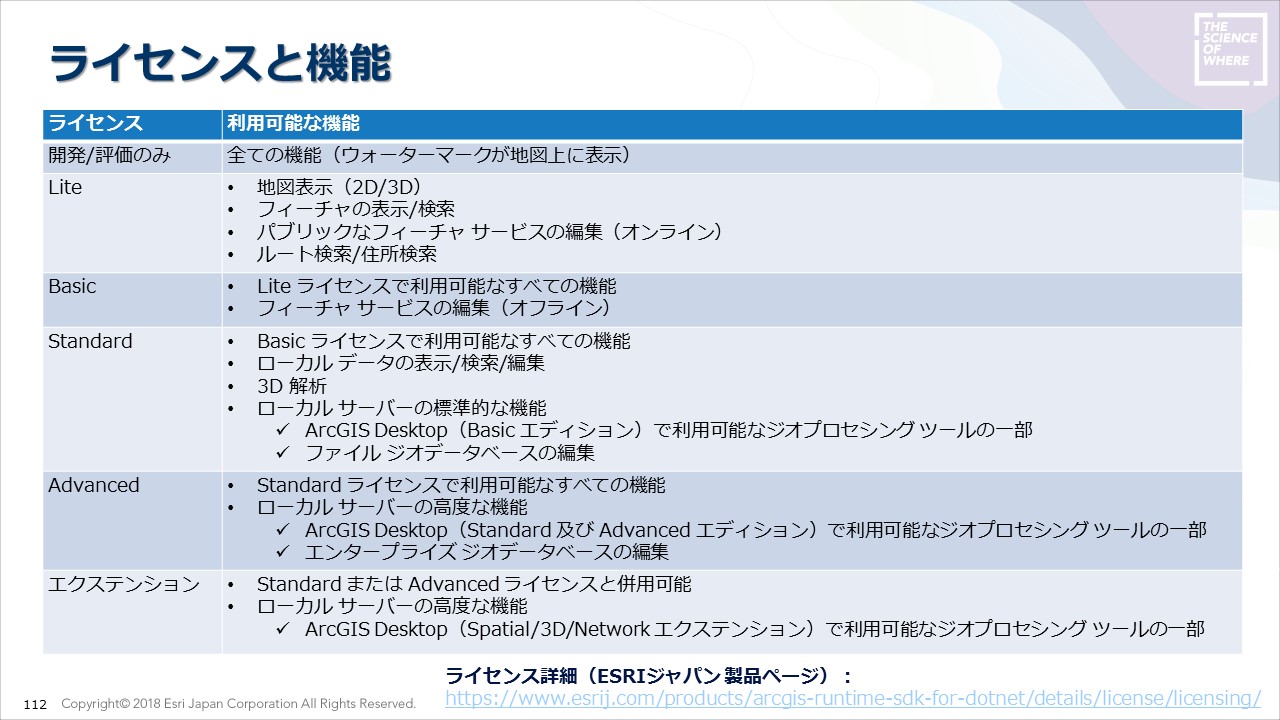 THE
SCIENCE
OF
WHERE
ライセンスと機能
ライセンス 利用可能な機能
開発/評価のみ 全ての機能（ウォーターマークが地図上に表示）
Lite • 地図表示（2D/3D）
• フィーチャの表示/検索
• パブリックなフィーチャ サービスの編集（オンライン）
• ルート検索/住所検索
Basic • Lite ライセンスで利用可能なすべての機能
• フィーチャ サービスの編集（オフライン）
Standard • Basic ライセンスで利用可能なすべての機能
• ローカル データの表示/検索/編集
• 3D 解析
• ローカル サーバーの標準的な機能
✓ ArcGIS Desktop（Basic エディション）で利用可能なジオプロセシング ツールの一部
✓ ファイル ジオデータベースの編集
Advanced • Standard ライセンスで利用可能なすべての機能
• ローカル サーバーの高度な機能
✓ ArcGIS Desktop（Standard 及び Advanced エディション）で利用可能なジオプロセシング ツールの一部
✓ エンタープライズ ジオデータベースの編集
エクステンション • Standard または Advanced ライセンスと併用可能
• ローカル サーバーの高度な機能
✓ ArcGIS Desktop（Spatial/3D/Network エクステンション）で利用可能なジオプロセシング ツールの一部
ライセンス詳細（ESRIジャパン 製品ページ）：
https://www.esrij.com/products/arcgis-runtime-sdk-for-dotnet/details/license/licensing/
112 Copyright© 2018 Esri Japan Corporation All Rights Reserved.